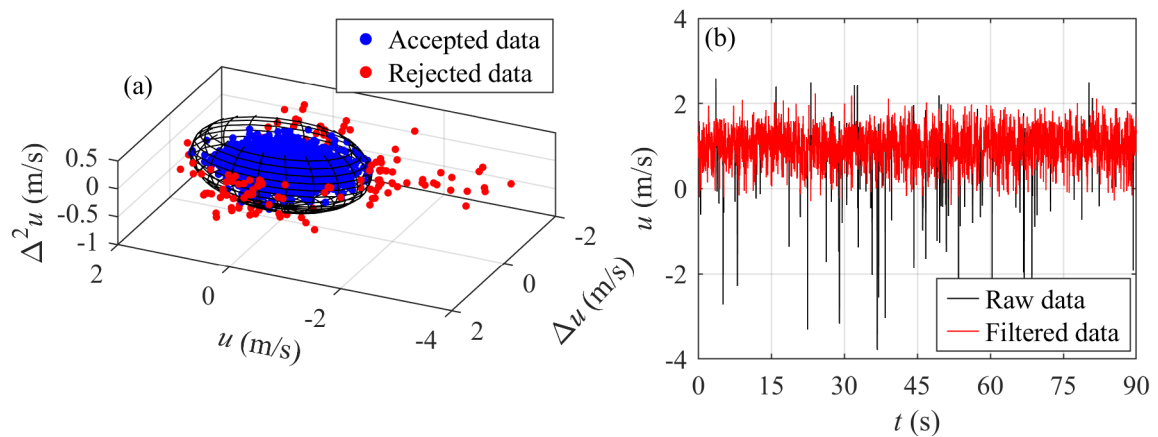 (a)
Accepted data
Rejected data
0.5
0
-0.5
-1
Δ²u (m/s)
2
0
-2
-4
u (m/s)
2
0
-2
Δu (m/s)
(b)
4
2
0
-2
-4
u (m/s)
Raw data
Filtered data
0 15 30 45 60 75 90
t (s)